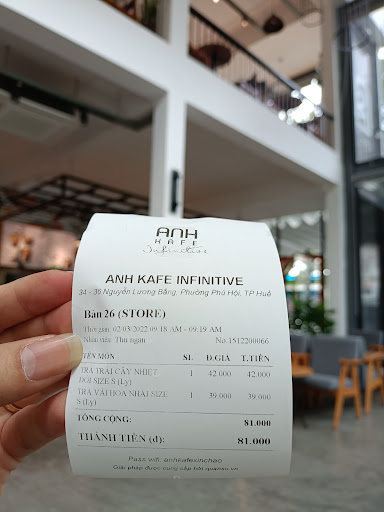 ANH
KAFE
Infinitive
ANH KAFE INFINITIVE
34 - 36 Nguyễn Lương Bằng, Phường Phú Hội, TP Huế
Bàn 26 (STORE)
Thời gian: 02/03/2022 09:18 AM - 09:19 AM
Nhân viên: Thu ngân No.1512200066
TÊN MÓN SL Đ.GIÁ T.TIỀN
TRÀ TRÁI CÂY NHIỆT 1 42.000 42.000
ĐỚI SIZE S (Ly)
TRÀ VẢI HOA NHÀI SIZE 1 39.000 39.000
S (Ly)
TỔNG CỘNG: 81.000
THÀNH TIỀN (đ): 81.000
Pass wifi: anhkafexinchao
Giải pháp được cung cấp bởi quanso.vn